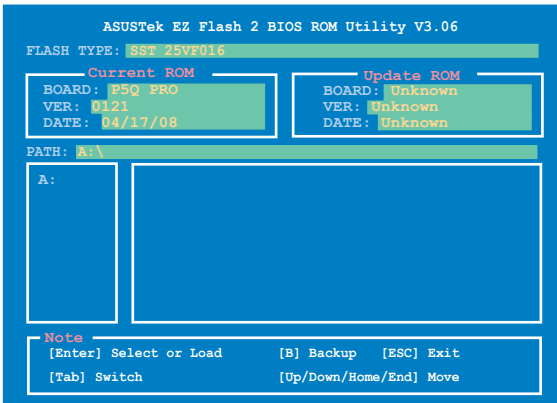 ASUSTek EZ Flash 2 BIOS ROM Utility V3.06
FLASH TYPE: SST 25VF016
Current ROM
BOARD: P5Q PRO
VER: 0121
DATE: 04/17/08
Update ROM
BOARD: Unknown
VER: Unknown
DATE: Unknown
PATH: A:\
A:
Note
[Enter] Select or Load [B] Backup [ESC] Exit
[Tab] Switch [Up/Down/Home/End] Move